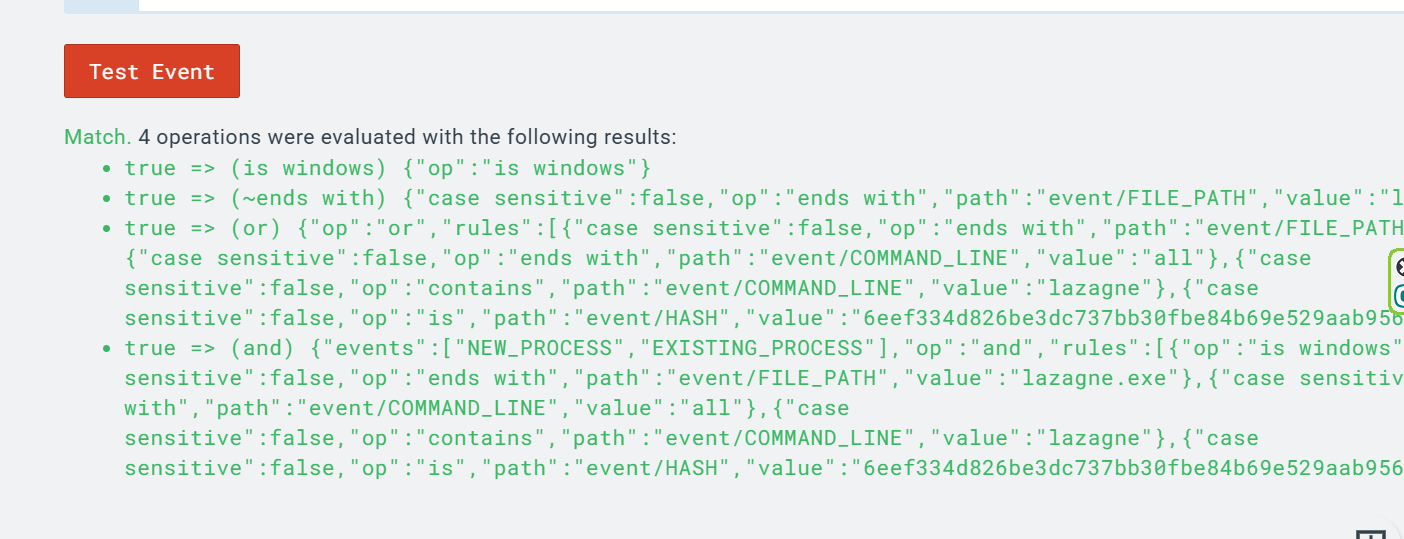 Test Event
Match. 4 operations were evaluated with the following results:
• true => (is windows) {"op":"is windows"}
• true => (~ends with) {"case sensitive":false,"op":"ends with","path":"event/FILE_PATH","value":"l
• true => (or) {"op":"or","rules":[{"case sensitive":false,"op":"ends with","path":"event/FILE_PATH
{"case sensitive":false,"op":"ends with","path":"event/COMMAND_LINE","value":"all"},{"case
sensitive":false,"op":"contains","path":"event/COMMAND_LINE","value":"lazagne"},{"case
sensitive":false,"op":"is","path":"event/HASH","value":"6eef334d826be3dc737bb30fbe84b69e529aab956
• true => (and) {"events":["NEW_PROCESS","EXISTING_PROCESS"],"op":"and","rules":[{"op":"is windows"
sensitive":false,"op":"ends with","path":"event/FILE_PATH","value":"lazagne.exe"},{"case sensitiv
with","path":"event/COMMAND_LINE","value":"all"},{"case
sensitive":false,"op":"contains","path":"event/COMMAND_LINE","value":"lazagne"},{"case
sensitive":false,"op":"is","path":"event/HASH","value":"6eef334d826be3dc737bb30fbe84b69e529aab956